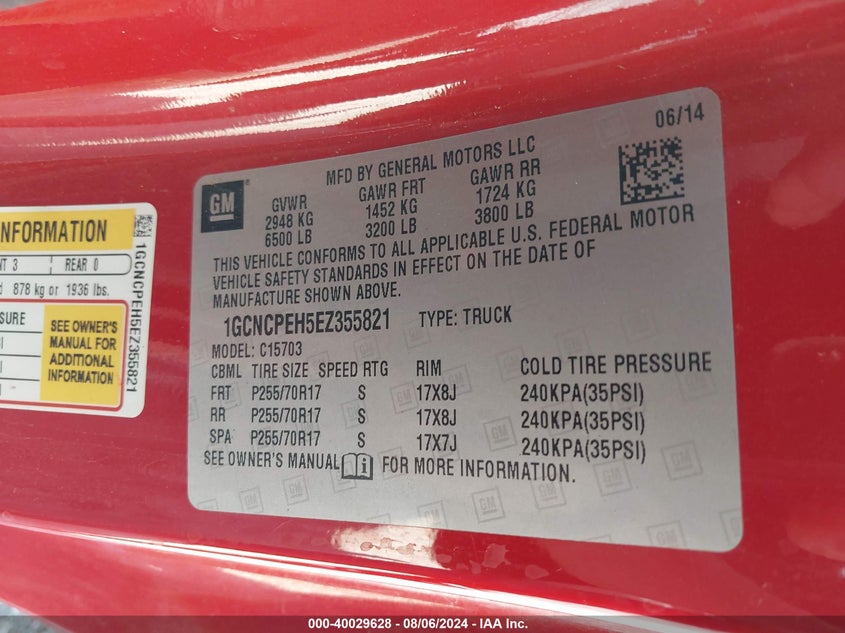 06/14
MFD BY GENERAL MOTORS LLC
GM
GVWR GAWR FRT GAWR RR
2948 KG 1452 KG 1724 KG
6500 LB 3200 LB 3800 LB
THIS VEHICLE CONFORMS TO ALL APPLICABLE U.S. FEDERAL MOTOR
VEHICLE SAFETY STANDARDS IN EFFECT ON THE DATE OF
MANUFACTURE SHOWN ABOVE.
1GCNCPEH5EZ355821 TYPE: TRUCK
MODEL: C15703
CBML TIRE SIZE SPEED RTG RIM COLD TIRE PRESSURE
FRT P255/70R17 S 17X8J 240KPA(35PSI)
RR P255/70R17 S 17X8J 240KPA(35PSI)
SPA P255/70R17 S 17X7J 240KPA(35PSI)
SEE OWNER'S MANUAL FOR MORE INFORMATION.
INFORMATION
3 REAR 0
878 kg or 1936 lbs.
SEE OWNER'S
MANUAL FOR
ADDITIONAL
INFORMATION
1GCNCPEH5EZ355821
000-40029628 - 08/06/2024 - IAA Inc.